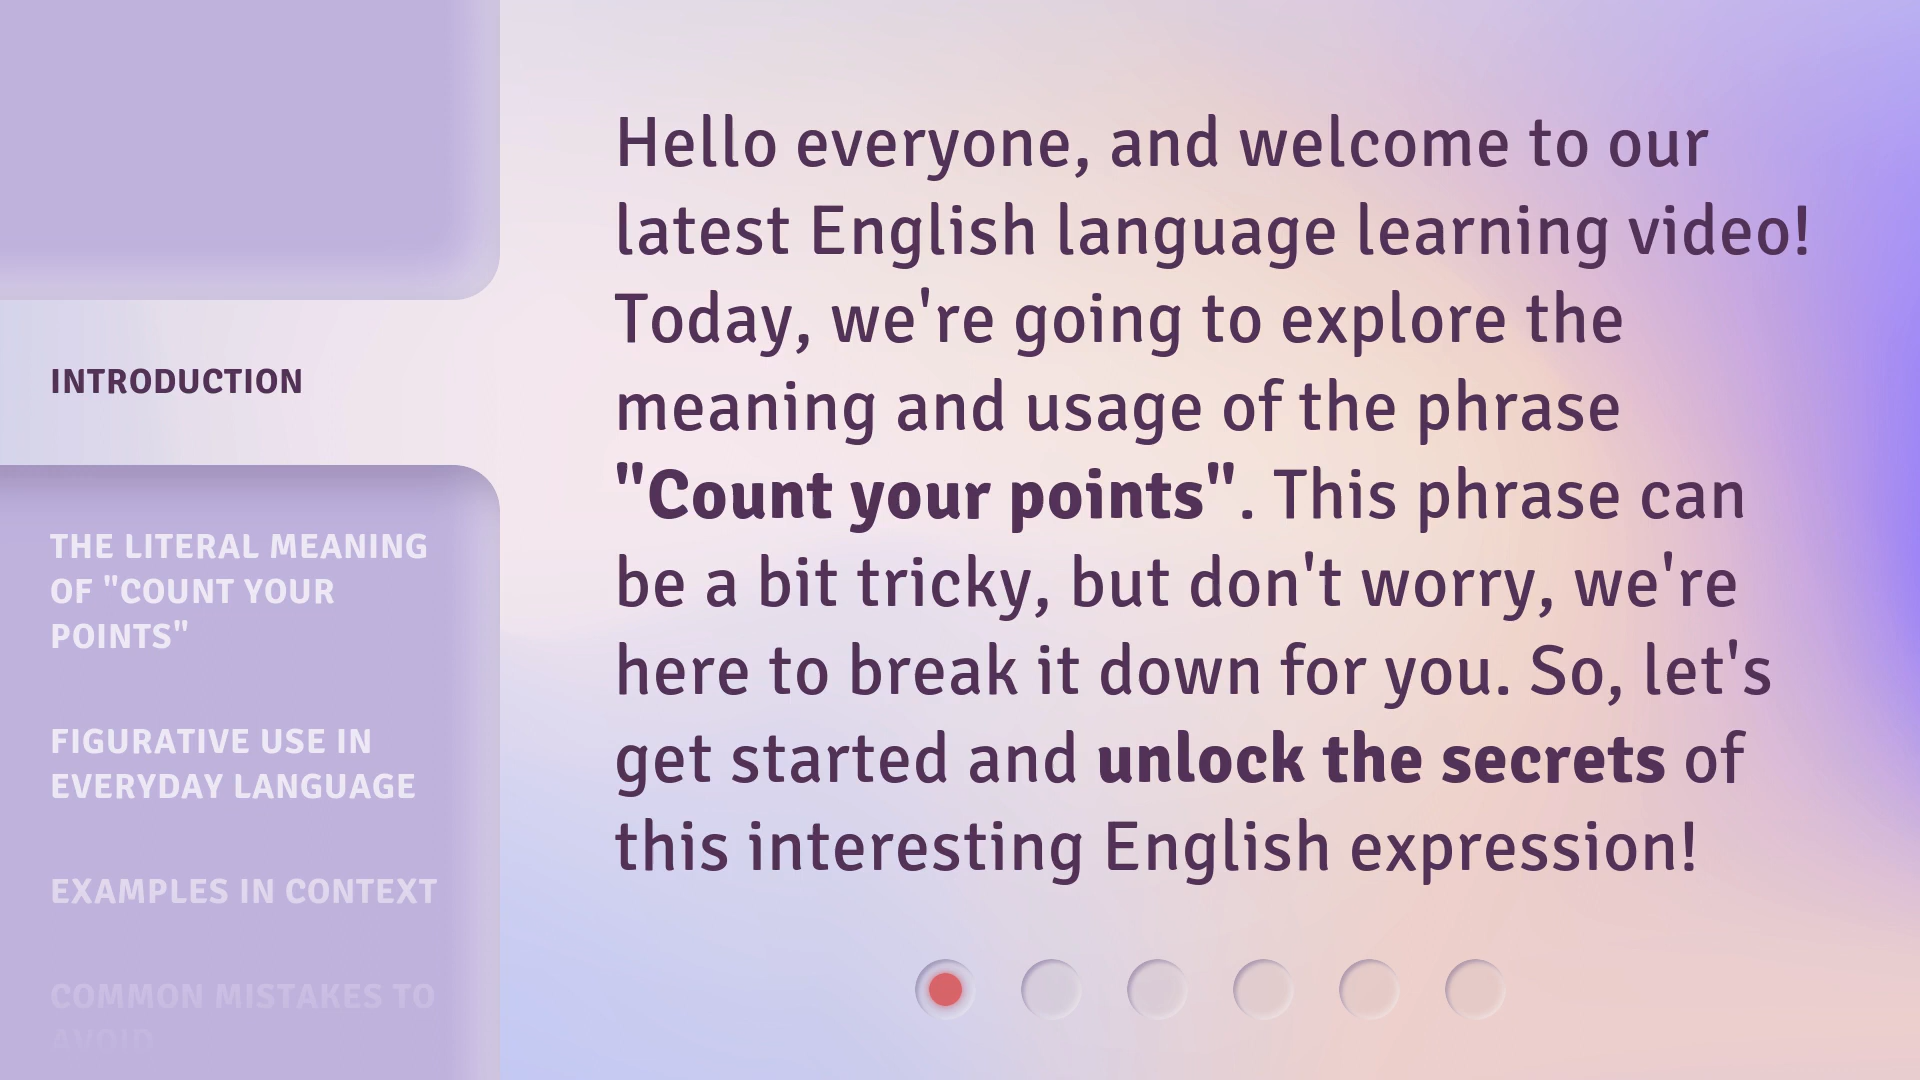 INTRODUCTION
THE LITERAL MEANING
OF "COUNT YOUR
POINTS"
FIGURATIVE USE IN
EVERYDAY LANGUAGE
EXAMPLES IN CONTEXT
COMMON MISTAKES TO
AVOID
Hello everyone, and welcome to our
latest English language learning video!
Today, we're going to explore the
meaning and usage of the phrase
"Count your points". This phrase can
be a bit tricky, but don't worry, we're
here to break it down for you. So, let's
get started and unlock the secrets of
this interesting English expression!